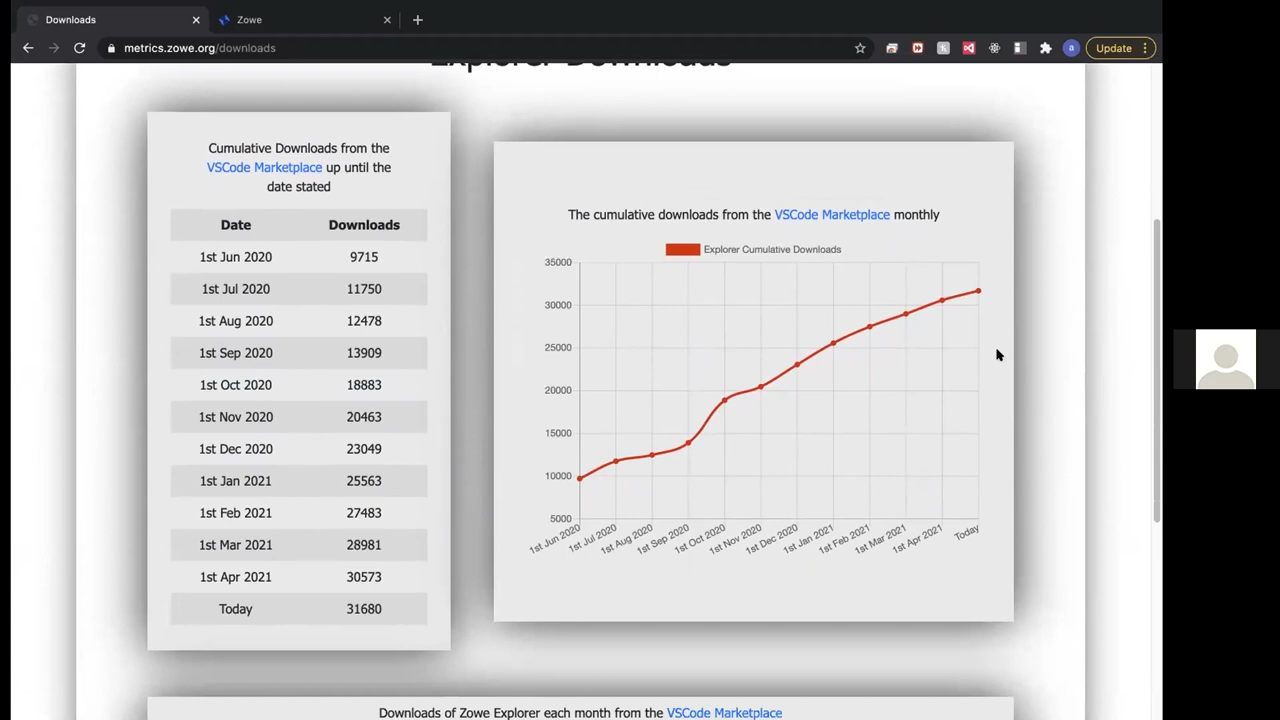 Downloads
Zowe
metrics.zowe.org/downloads
a
Update
Explorer Downloads
Cumulative Downloads from the
VSCode Marketplace up until the
date stated
Date Downloads
1st Jun 2020 9715
1st Jul 2020 11750
1st Aug 2020 12478
1st Sep 2020 13909
1st Oct 2020 18883
1st Nov 2020 20463
1st Dec 2020 23049
1st Jan 2021 25563
1st Feb 2021 27483
1st Mar 2021 28981
1st Apr 2021 30573
Today 31680
The cumulative downloads from the VSCode Marketplace monthly
Explorer Cumulative Downloads
35000
30000
25000
20000
15000
10000
5000
1st Jun 2020
1st Jul 2020
1st Aug 2020
1st Sep 2020
1st Oct 2020
1st Nov 2020
1st Dec 2020
1st Jan 2021
1st Feb 2021
1st Mar 2021
1st Apr 2021
Today
Downloads of Zowe Explorer each month from the VSCode Marketplace